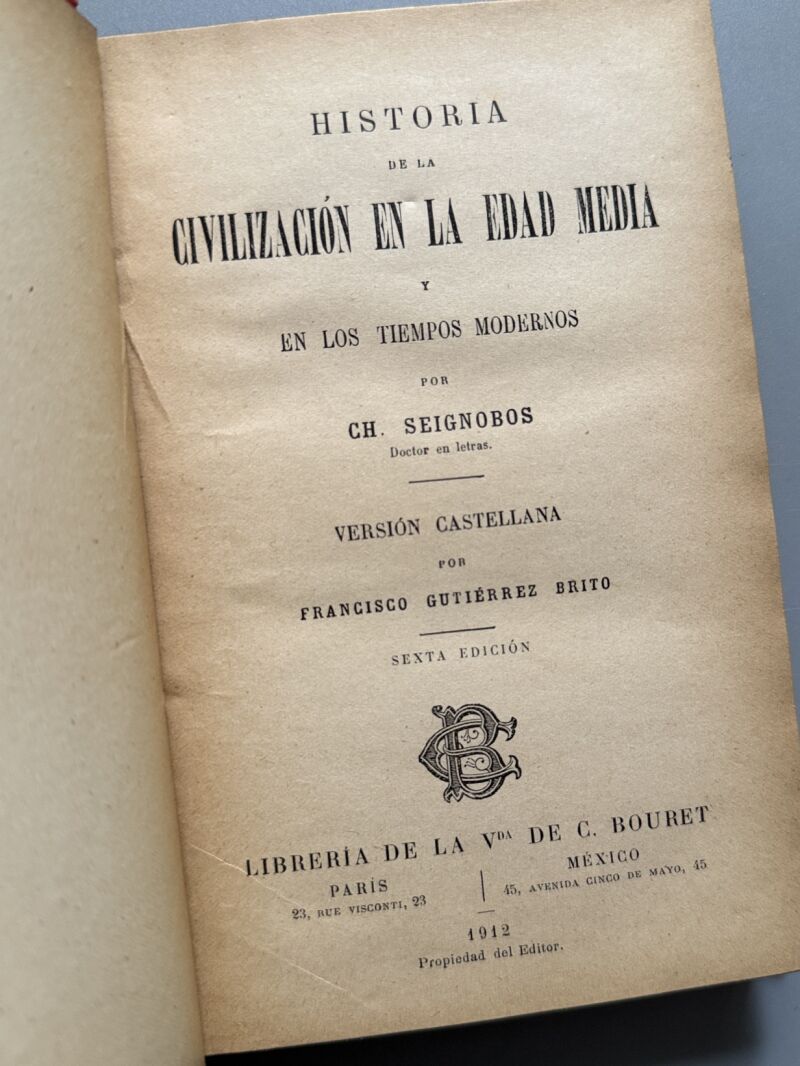 HISTORIA
DE LA
CIVILIZACIÓN EN LA EDAD MEDIA
Y
EN LOS TIEMPOS MODERNOS
POR
CH. SEIGNOBOS
Doctor en letras.
VERSIÓN CASTELLANA
POR
FRANCISCO GUTIÉRREZ BRITO
SEXTA EDICIÓN
CB
LIBRERÍA DE LA Vᴰᴬ DE C. BOURET
PARÍS
23, RUE VISCONTI, 23
MÉXICO
45, AVENIDA CINCO DE MAYO, 45
1912
Propiedad del Editor.